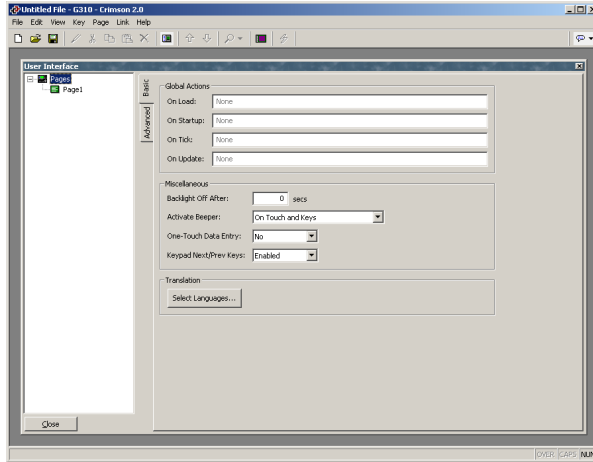 Untitled File - G310 - Crimson 2.0
File Edit View Key Page Link Help
User Interface
Pages
Page1
Basic
Advanced
Global Actions
On Load: None
On Startup: None
On Tick: None
On Update: None
Miscellaneous
Backlight Off After: 0 secs
Activate Beeper: On Touch and Keys
One-Touch Data Entry: No
Keypad Next/Prev Keys: Enabled
Translation
Select Languages...
Close
OVER CAPS NUM